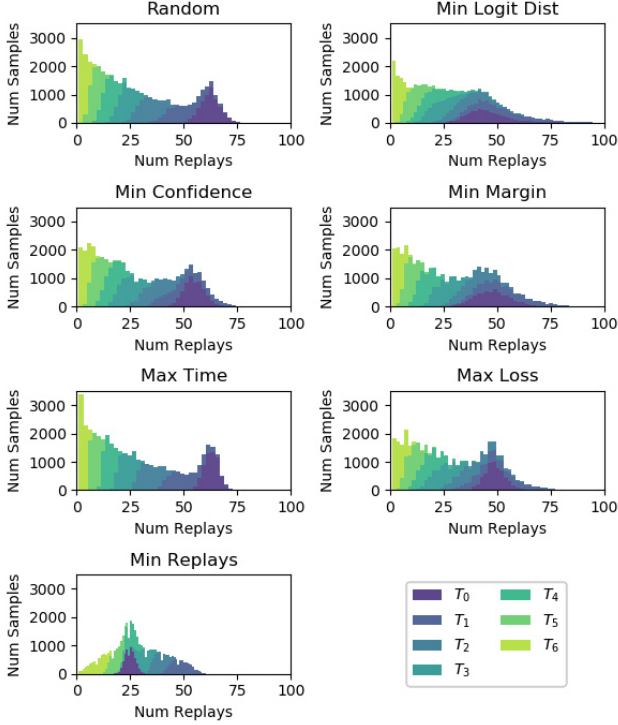 Random
Min Logit Dist
Num Samples
3000
2000
1000
0
0 25 50 75 100
Num Replays
Num Samples
3000
2000
1000
0
0 25 50 75 100
Num Replays
Min Confidence
Min Margin
Num Samples
3000
2000
1000
0
0 25 50 75 100
Num Replays
Num Samples
3000
2000
1000
0
0 25 50 75 100
Num Replays
Max Time
Max Loss
Num Samples
3000
2000
1000
0
0 25 50 75 100
Num Replays
Num Samples
3000
2000
1000
0
0 25 50 75 100
Num Replays
Min Replays
Num Samples
3000
2000
1000
0
0 25 50 75 100
Num Replays
T₀
T₁
T₂
T₃
T₄
T₅
T₆